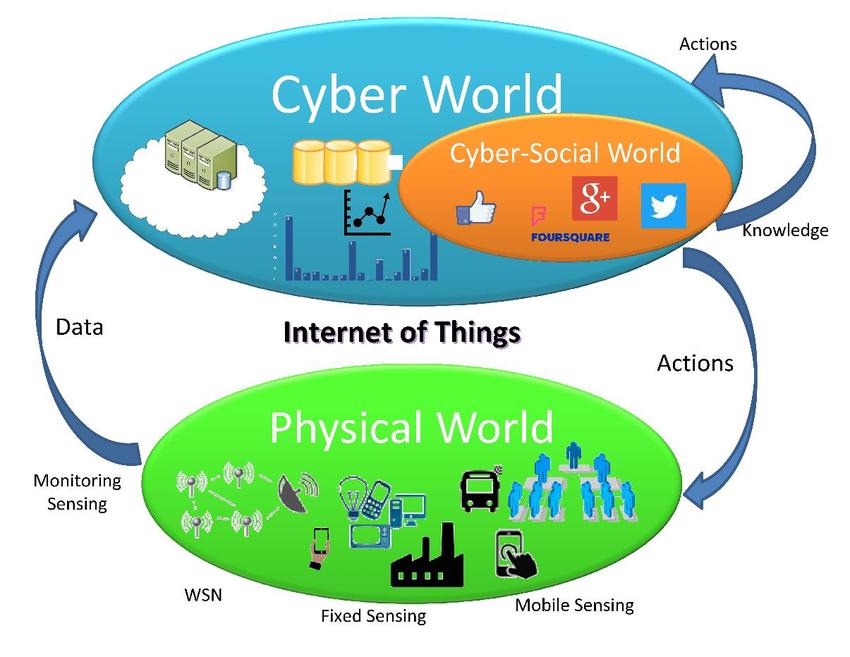 Actions
Cyber World
Cyber-Social World
g+
FOURSQUARE
Knowledge
Data
Internet of Things
Actions
Physical World
Monitoring
Sensing
WSN
Fixed Sensing
Mobile Sensing